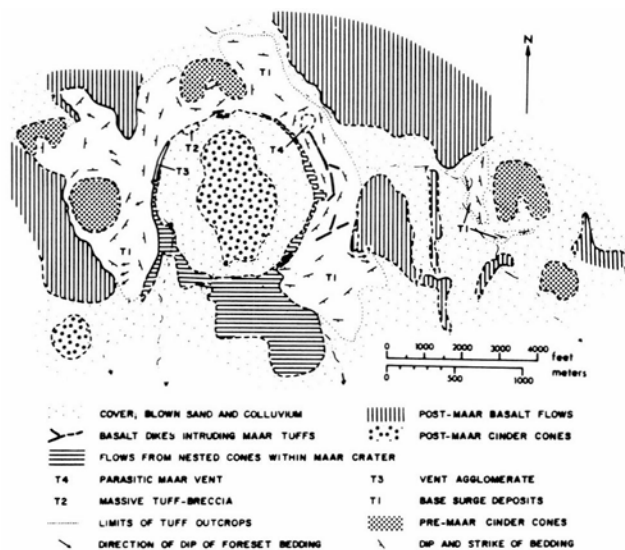 N
T1
T2
T4
T3
T1
T1
T1
0 1000 2000 3000 4000
feet
meters
0 500 1000
COVER, BLOWN SAND AND COLLUVIUM
POST-MAAR BASALT FLOWS
BASALT DIKES INTRUDING MAAR TUFFS
POST-MAAR CINDER CONES
FLOWS FROM NESTED CONES WITHIN MAAR CRATER
T4 PARASITIC MAAR VENT
T3 VENT AGGLOMERATE
T2 MASSIVE TUFF-BRECCIA
T1 BASE SURGE DEPOSITS
LIMITS OF TUFF OUTCROPS
PRE-MAAR CINDER CONES
DIRECTION OF DIP OF FORESET BEDDING
DIP AND STRIKE OF BEDDING